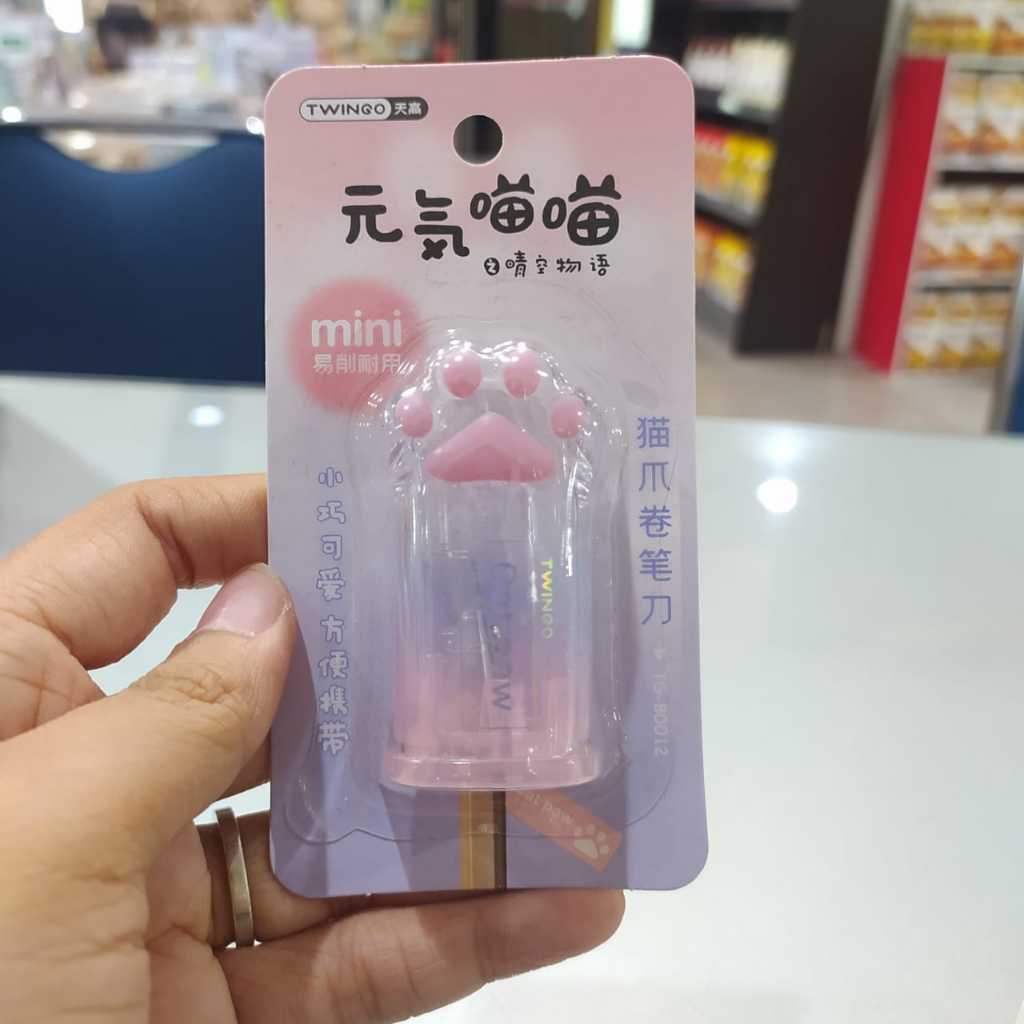 TWINGO 天高
元気喵喵
之晴空物语
mini
易削耐用
猫爪卷笔刀
TG-80012
小巧可爱方便携带
TWINGO